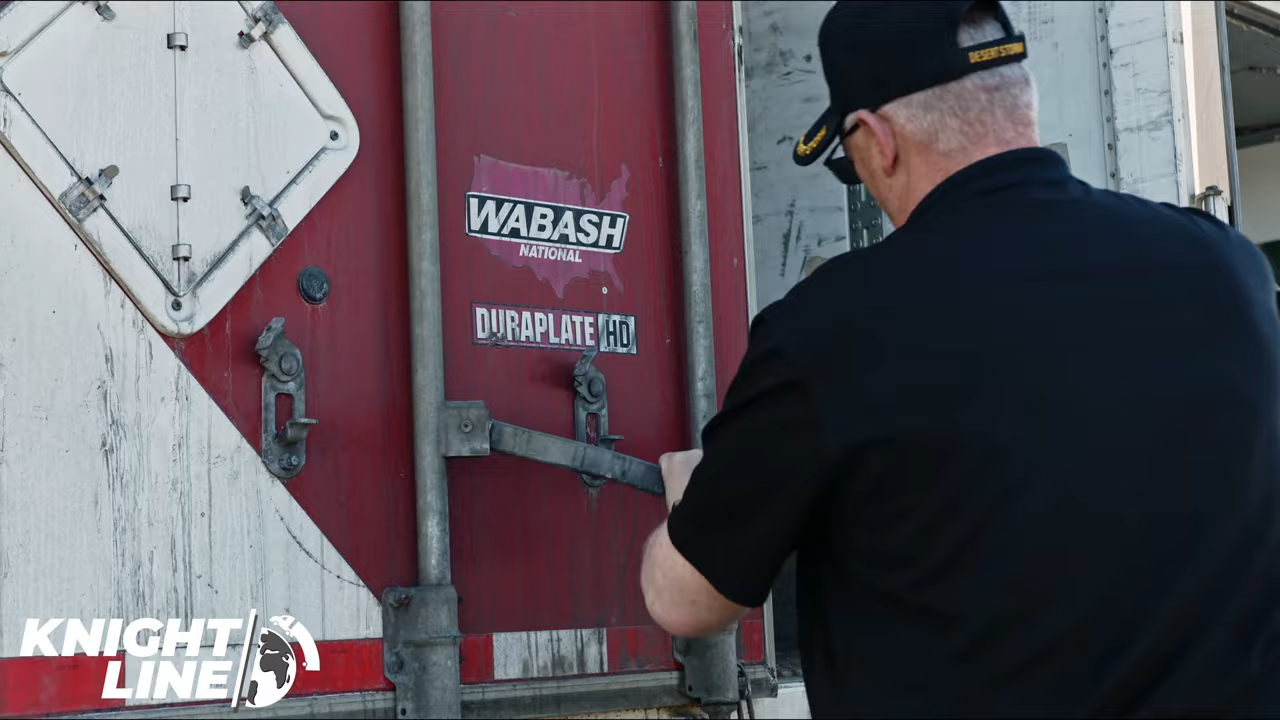 DESERT STORM
WABASH
NATIONAL
DURAPLATE HD
KNIGHT
LINE